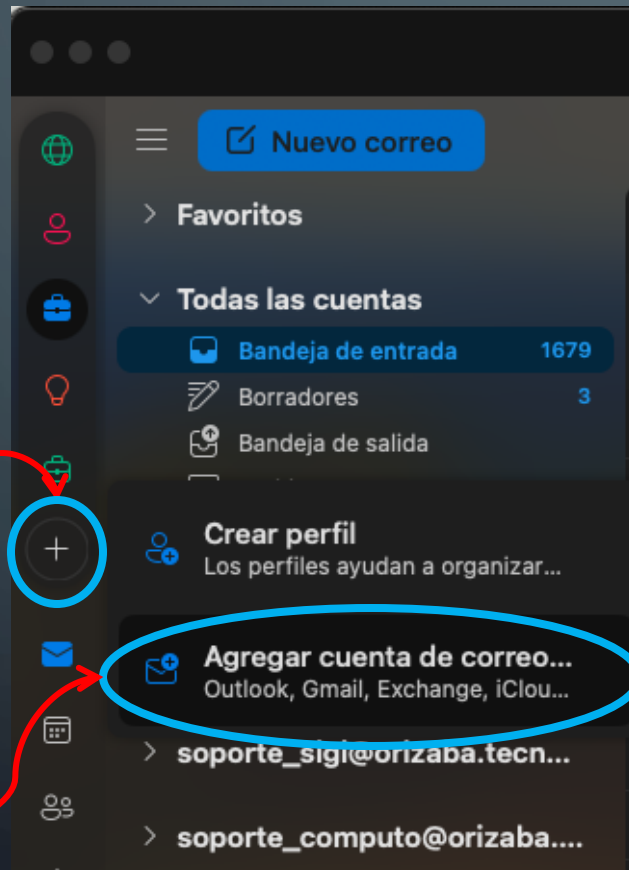 Nuevo correo
Favoritos
Todas las cuentas
Bandeja de entrada 1679
Borradores 3
Bandeja de salida
Crear perfil
Los perfiles ayudan a organizar...
Agregar cuenta de correo...
Outlook, Gmail, Exchange, iClou...
soporte_sigi@orizaba.tecn...
soporte_computo@orizaba....